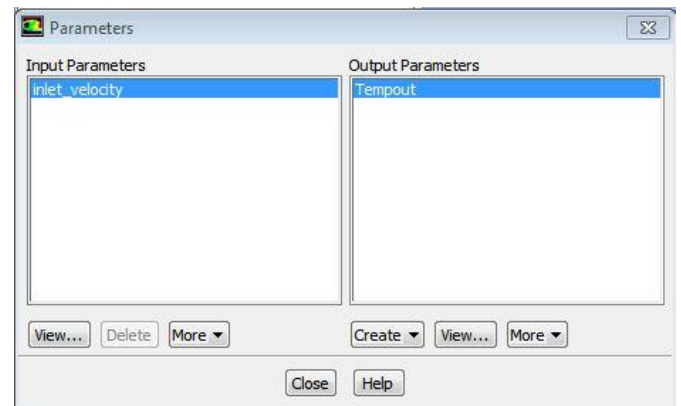 Parameters
Input Parameters
Output Parameters
inlet_velocity
Tempout
View... Delete More
Create View... More
Close Help